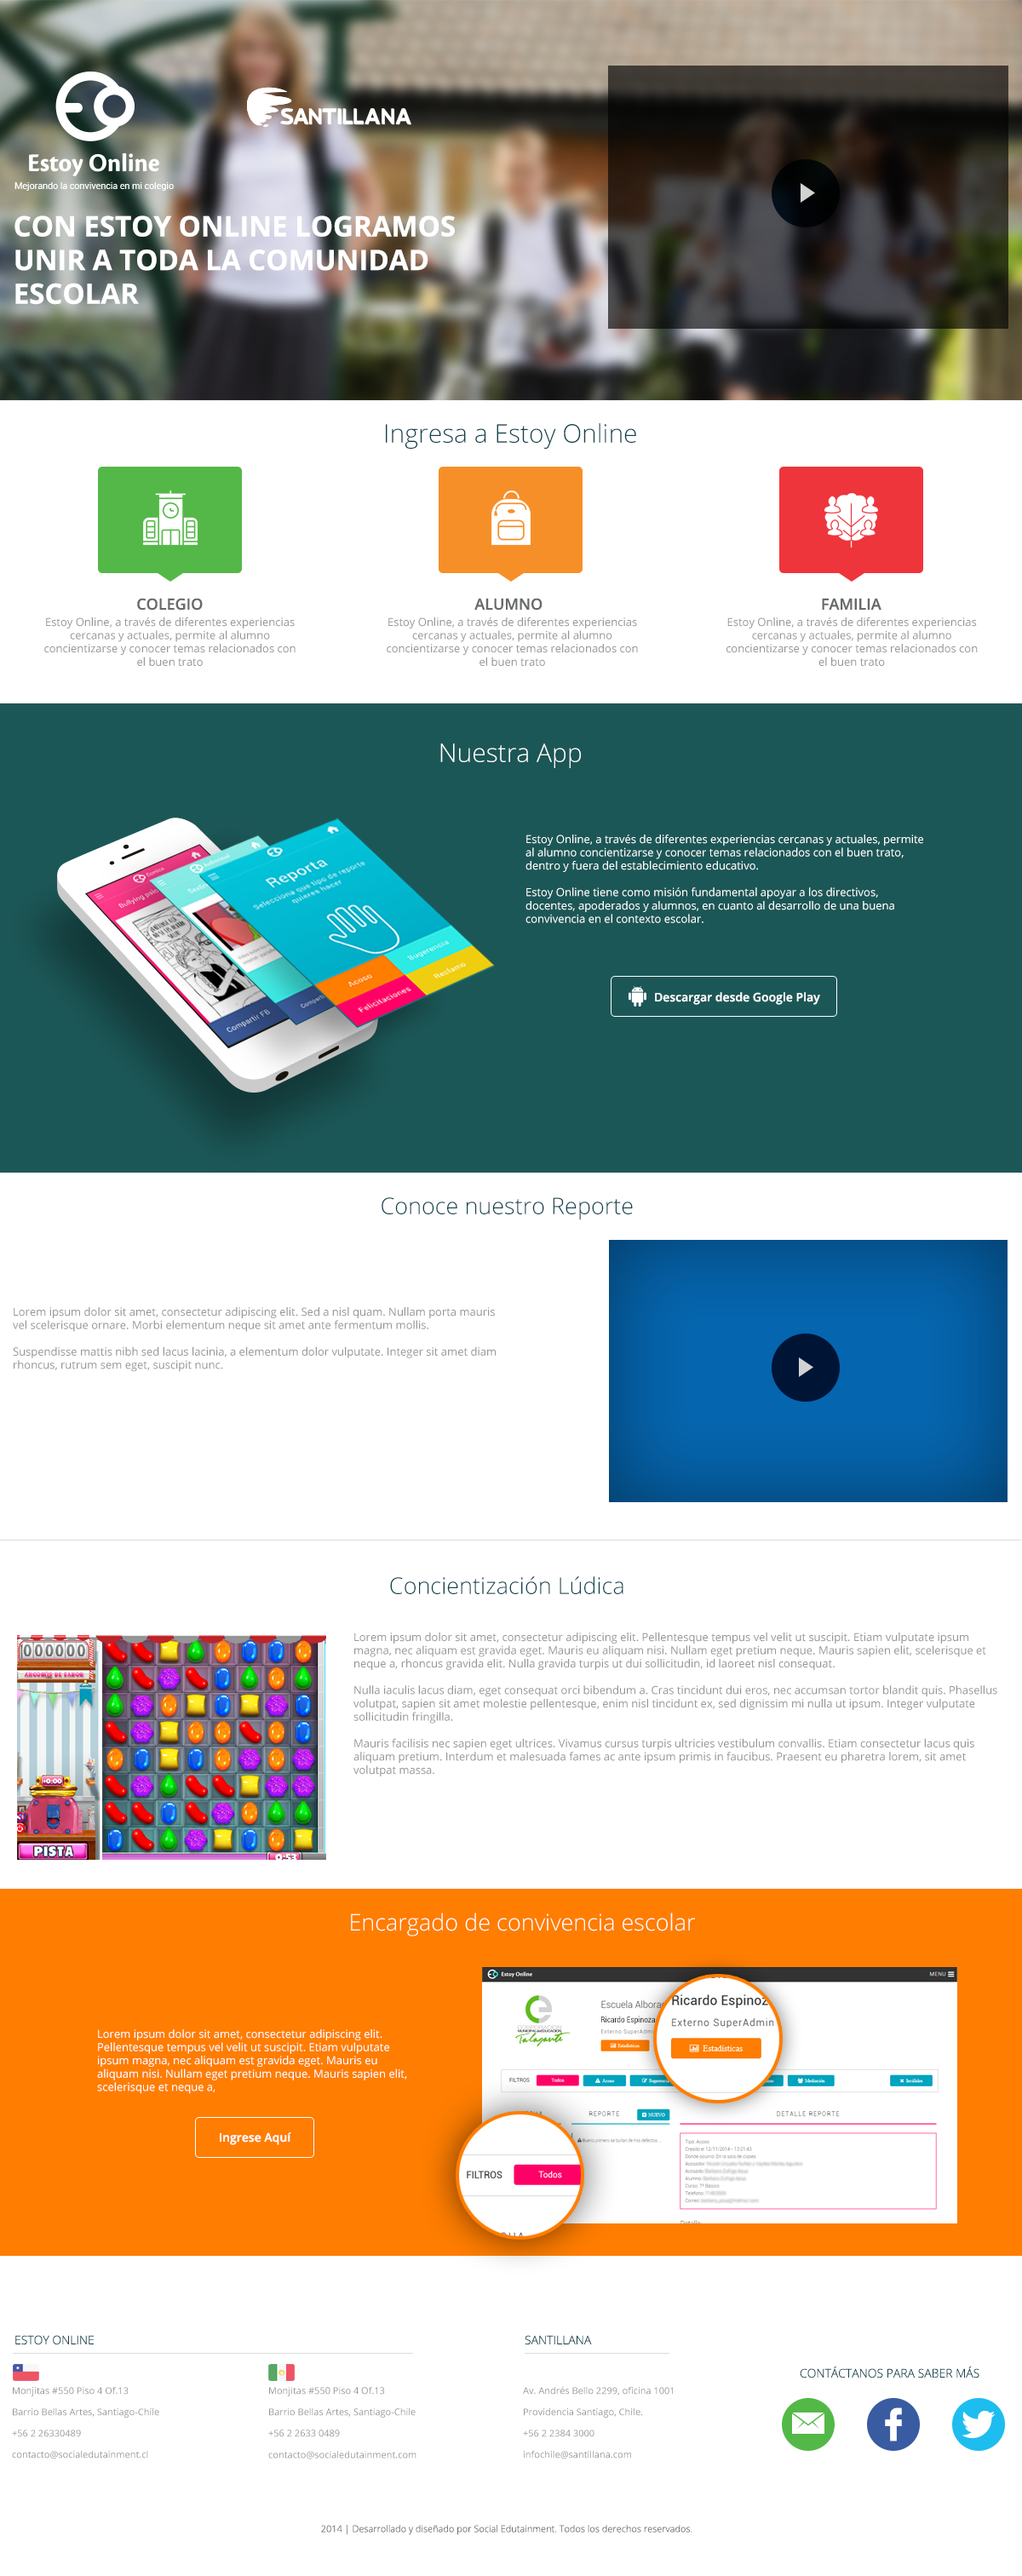 Estoy Online
Mejorando la convivencia en mi colegio
SANTILLANA
CON ESTOY ONLINE LOGRAMOS
UNIR A TODA LA COMUNIDAD
ESCOLAR
Ingresa a Estoy Online
COLEGIO
Estoy Online, a través de diferentes experiencias
cercanas y actuales, permite al alumno
concientizarse y conocer temas relacionados con
el buen trato
ALUMNO
Estoy Online, a través de diferentes experiencias
cercanas y actuales, permite al alumno
concientizarse y conocer temas relacionados con
el buen trato
FAMILIA
Estoy Online, a través de diferentes experiencias
cercanas y actuales, permite al alumno
concientizarse y conocer temas relacionados con
el buen trato
Nuestra App
Bullying
Compartir FB
Reporta
Selecciona que tipo de reporte
quieres hacer
Acoso
Sugerencia
Felicitaciones
Reclamo
Estoy Online, a través de diferentes experiencias cercanas y actuales, permite
al alumno concientizarse y conocer temas relacionados con el buen trato,
dentro y fuera del establecimiento educativo.
Estoy Online tiene como misión fundamental apoyar a los directivos,
docentes, apoderados y alumnos, en cuanto al desarrollo de una buena
convivencia en el contexto escolar.
Descargar desde Google Play
Conoce nuestro Reporte
Lorem ipsum dolor sit amet, consectetur adipiscing elit. Sed a nisl quam. Nullam porta mauris
vel scelerisque ornare. Morbi elementum neque sit amet ante fermentum mollis.
Suspendisse mattis nibh sed lacus lacinia, a elementum dolor vulputate. Integer sit amet diam
rhoncus, rutrum sem eget, suscipit nunc.
Concientización Lúdica
000000
PISTA
0:53
Lorem ipsum dolor sit amet, consectetur adipiscing elit. Pellentesque tempus vel velit ut suscipit. Etiam vulputate ipsum
magna, nec aliquam est gravida eget. Mauris eu aliquam nisi. Nullam eget pretium neque. Mauris sapien elit, scelerisque et
neque a, rhoncus gravida elit. Nulla gravida turpis ut dui sollicitudin, id laoreet nisl consequat.
Nulla iaculis lacus diam, eget consequat orci bibendum a. Cras tincidunt dui eros, nec accumsan tortor blandit quis. Phasellus
volutpat, sapien sit amet molestie pellentesque, enim nisl tincidunt ex, sed dignissim mi nulla ut ipsum. Integer vulputate
sollicitudin fringilla.
Mauris facilisis nec sapien eget ultrices. Vivamus cursus turpis ultricies vestibulum convallis. Etiam consectetur lacus quis
aliquam pretium. Interdum et malesuada fames ac ante ipsum primis in faucibus. Praesent eu pharetra lorem, sit amet
volutpat massa.
Encargado de convivencia escolar
Lorem ipsum dolor sit amet, consectetur adipiscing elit.
Pellentesque tempus vel velit ut suscipit. Etiam vulputate
ipsum magna, nec aliquam est gravida eget. Mauris eu
aliquam nisi. Nullam eget pretium neque. Mauris sapien elit,
scelerisque et neque a,
Ingrese Aquí
Estoy Online
MENU
Talagante
Escuela Albora
Ricardo Espinoza
Externo SuperAdmin
Estadísticas
Ricardo Espinoz
Externo SuperAdmin
Estadísticas
FILTROS
Todos
Acoso
Sugerencia
Mediación
REPORTE
NUEVO
DETALLE REPORTE
FILTROS
Todos
Tipo: Acoso
Curso: 7º Básico
Detalle
ESTOY ONLINE
Monjitas #550 Piso 4 Of.13
Barrio Bellas Artes, Santiago-Chile
+56 2 26330489
contacto@socialedutainment.cl
Monjitas #550 Piso 4 Of.13
Barrio Bellas Artes, Santiago-Chile
+56 2 2633 0489
contacto@socialedutainment.com
SANTILLANA
Av. Andrés Bello 2299, oficina 1001
Providencia Santiago, Chile.
+56 2 2384 3000
infochile@santillana.com
CONTÁCTANOS PARA SABER MÁS
2014 | Desarrollado y diseñado por Social Edutainment. Todos los derechos reservados.